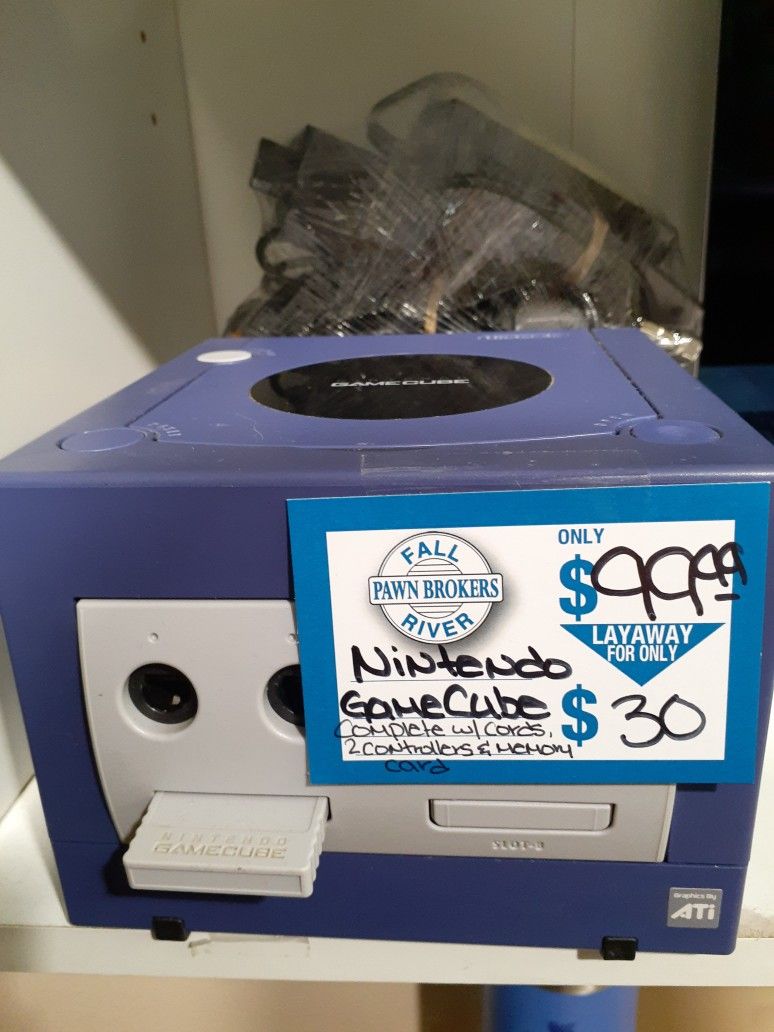 GAMECUBE
FALL
PAWN BROKERS
RIVER
ONLY
$99.99
LAYAWAY
FOR ONLY
$30
Nintendo
GameCube
Complete w/ cords,
2 controllers & memory
card
NINTENDO
GAMECUBE
SLOT-B
Graphics By
ATi